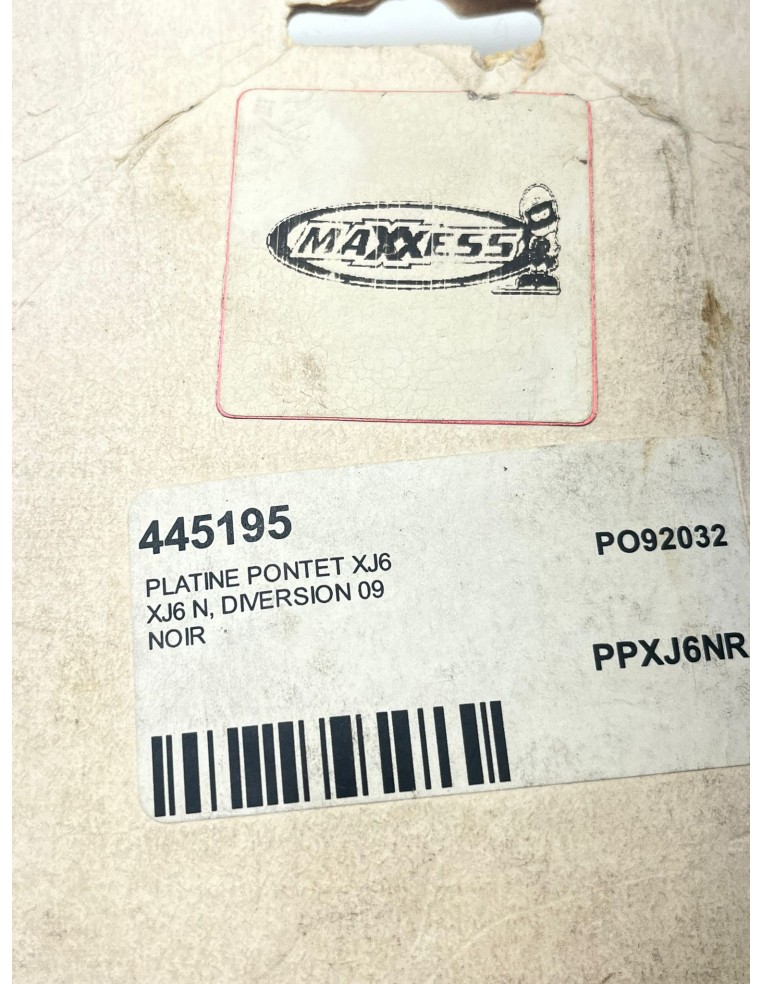 MAXXESS
445195
PO92032
PLATINE PONTET XJ6
XJ6 N, DIVERSION 09
NOIR
PPXJ6NR